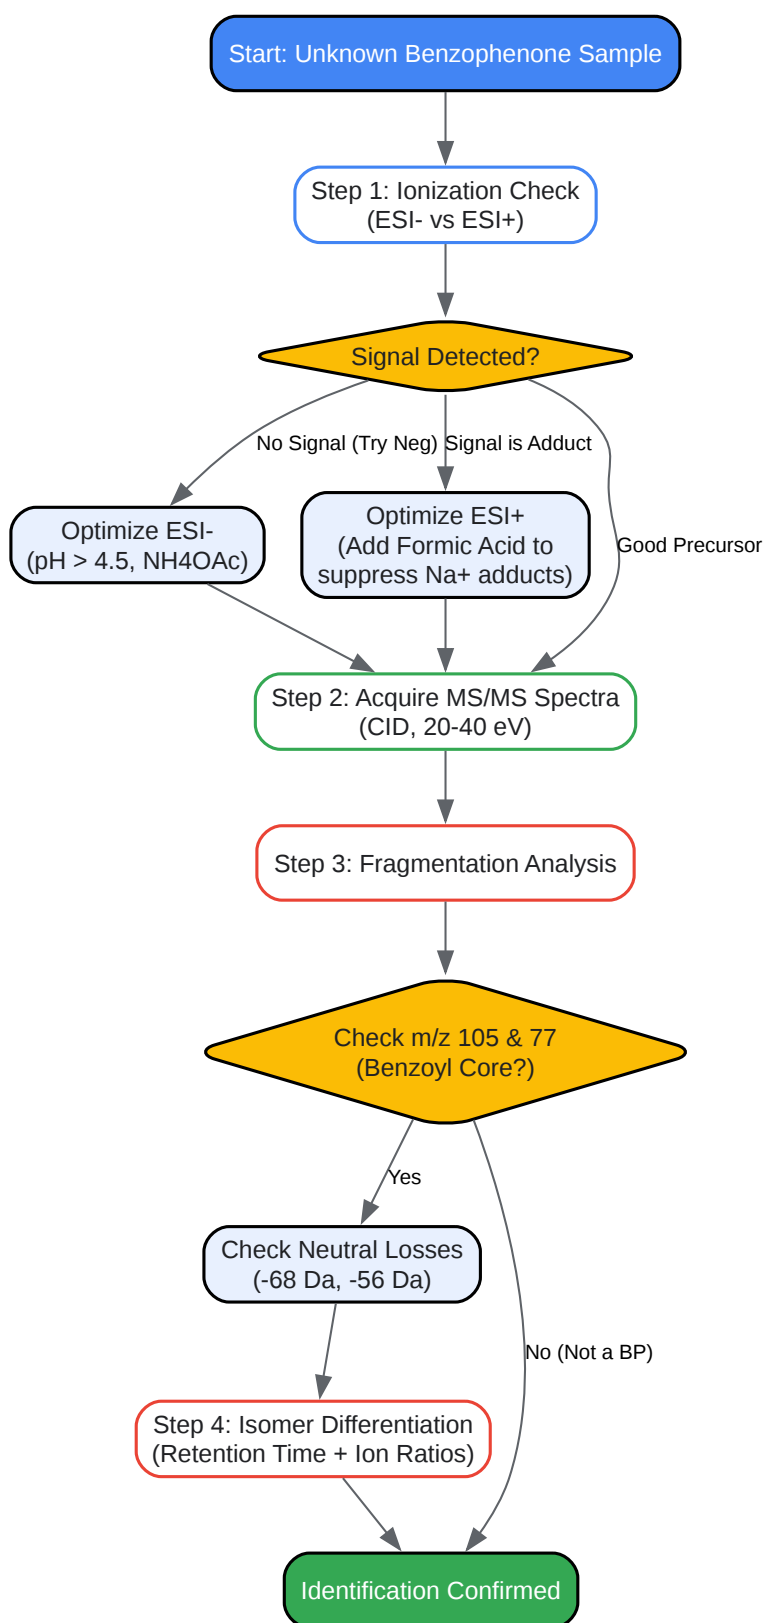 Start: Unknown Benzophenone Sample
Step 1: Ionization Check
(ESI- vs ESI+)
Signal Detected?
No Signal (Try Neg)
Signal is Adduct
Good Precursor
Optimize ESI-
(pH > 4.5, NH4OAc)
Optimize ESI+
(Add Formic Acid to
suppress Na+ adducts)
Step 2: Acquire MS/MS Spectra
(CID, 20-40 eV)
Step 3: Fragmentation Analysis
Check m/z 105 & 77
(Benzoyl Core?)
Yes
Check Neutral Losses
(-68 Da, -56 Da)
No (Not a BP)
Step 4: Isomer Differentiation
(Retention Time + Ion Ratios)
Identification Confirmed